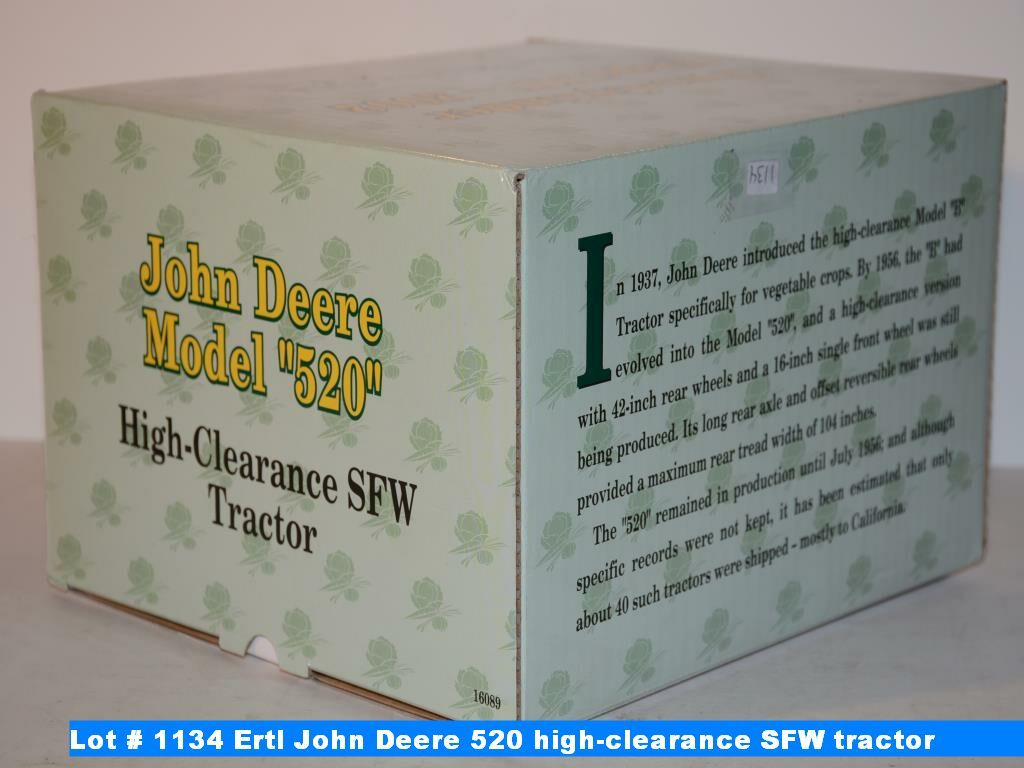 John Deere
Model "520"
High-Clearance SFW
Tractor
16089
1134
In 1937, John Deere introduced the high-clearance Model "B"
Tractor specifically for vegetable crops. By 1956, the "B" had
evolved into the Model "520", and a high-clearance version
with 42-inch rear wheels and a 16-inch single front wheel was still
being produced. Its long rear axle and offset reversible rear wheels
provided a maximum rear tread width of 104 inches.
The "520" remained in production until July 1956; and although
specific records were not kept, it has been estimated that only
about 40 such tractors were shipped - mostly to California.
Lot # 1134 Ertl John Deere 520 high-clearance SFW tractor